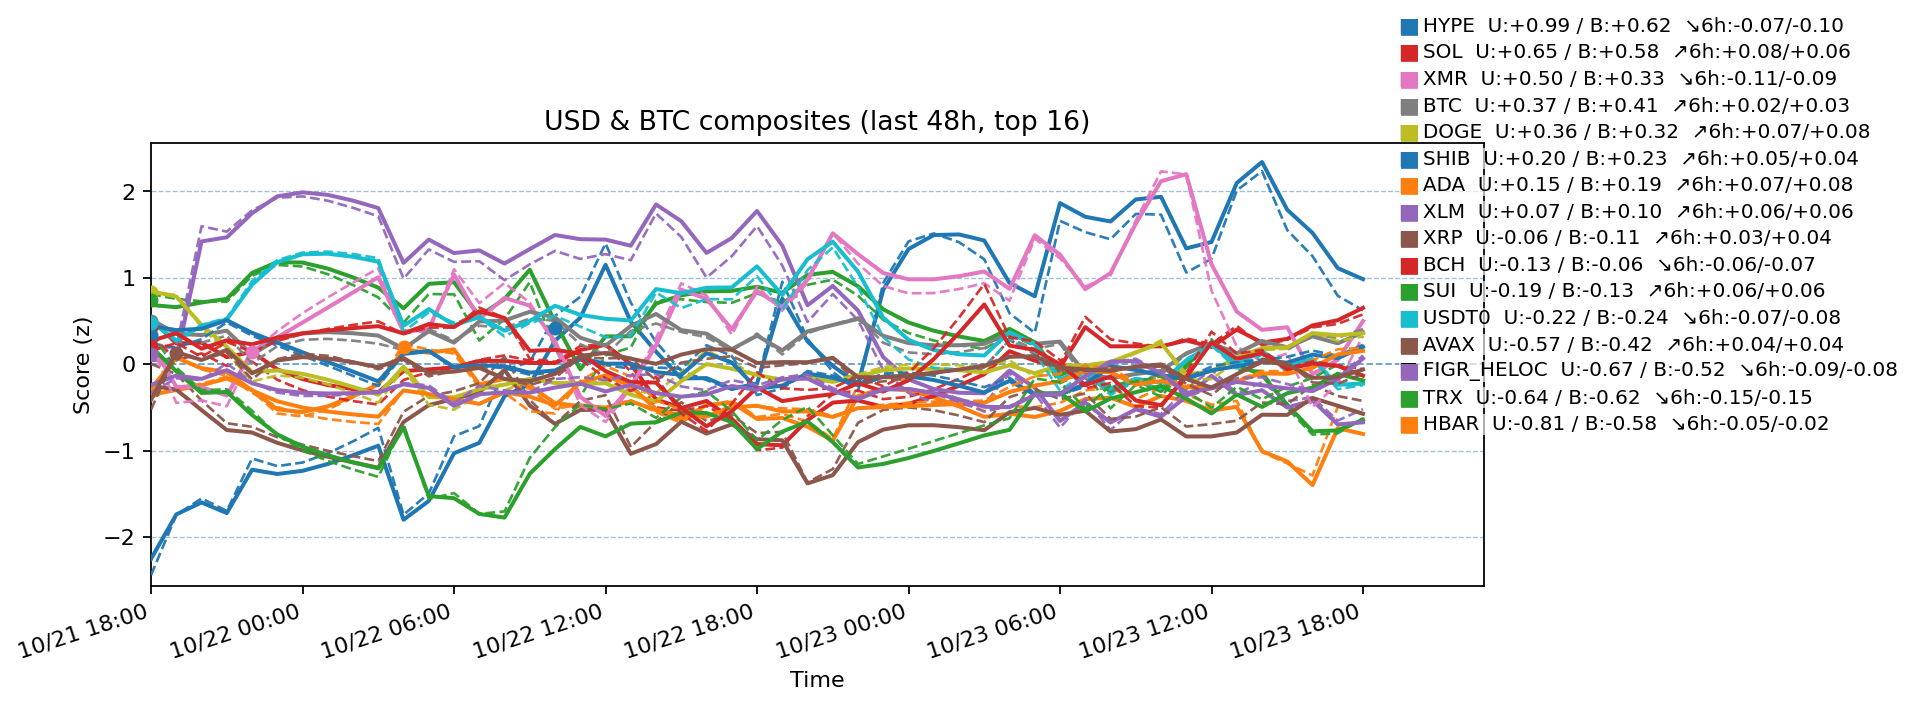 HYPE U:+0.99 / B:+0.62 ↘6h:-0.07/-0.10
SOL U:+0.65 / B:+0.58 ↗6h:+0.08/+0.06
XMR U:+0.50 / B:+0.33 ↘6h:-0.11/-0.09
BTC U:+0.37 / B:+0.41 ↗6h:+0.02/+0.03
DOGE U:+0.36 / B:+0.32 ↗6h:+0.07/+0.08
SHIB U:+0.20 / B:+0.23 ↗6h:+0.05/+0.04
ADA U:+0.15 / B:+0.19 ↗6h:+0.07/+0.08
XLM U:+0.07 / B:+0.10 ↗6h:+0.06/+0.06
XRP U:-0.06 / B:-0.11 ↗6h:+0.03/+0.04
BCH U:-0.13 / B:-0.06 ↘6h:-0.06/-0.07
SUI U:-0.19 / B:-0.13 ↗6h:+0.06/+0.06
USDT0 U:-0.22 / B:-0.24 ↘6h:-0.07/-0.08
AVAX U:-0.57 / B:-0.42 ↗6h:+0.04/+0.04
FIGR_HELOC U:-0.67 / B:-0.52 ↘6h:-0.09/-0.08
TRX U:-0.64 / B:-0.62 ↘6h:-0.15/-0.15
HBAR U:-0.81 / B:-0.58 ↘6h:-0.05/-0.02
USD & BTC composites (last 48h, top 16)
Score (z)
2
1
0
−1
−2
10/21 18:00
10/22 00:00
10/22 06:00
10/22 12:00
10/22 18:00
10/23 00:00
10/23 06:00
10/23 12:00
10/23 18:00
Time